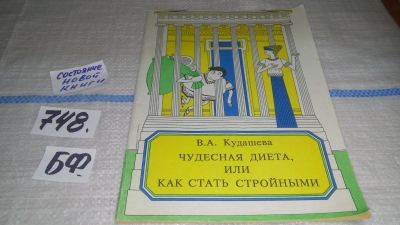 СОСТОЯНИЕ
НОВОЙ
КНИГИ
748.
БФ
В.А. Кудашева
ЧУДЕСНАЯ ДИЕТА,
ИЛИ
КАК СТАТЬ СТРОЙНЫМИ